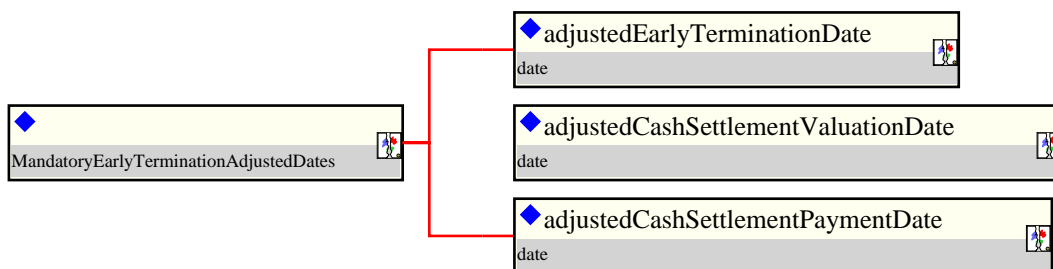 adjustedEarlyTerminationDate
date
MandatoryEarlyTerminationAdjustedDates
adjustedCashSettlementValuationDate
date
adjustedCashSettlementPaymentDate
date